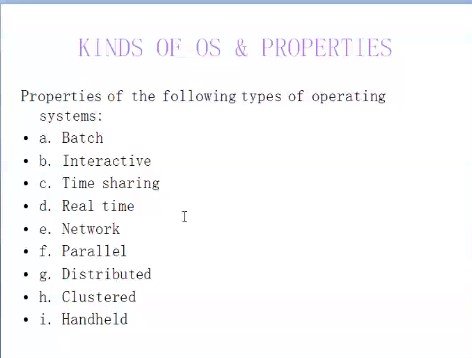 KINDS OF OS & PROPERTIES
Properties of the following types of operating
systems:
• a. Batch
• b. Interactive
• c. Time sharing
• d. Real time
• e. Network
• f. Parallel
• g. Distributed
• h. Clustered
• i. Handheld